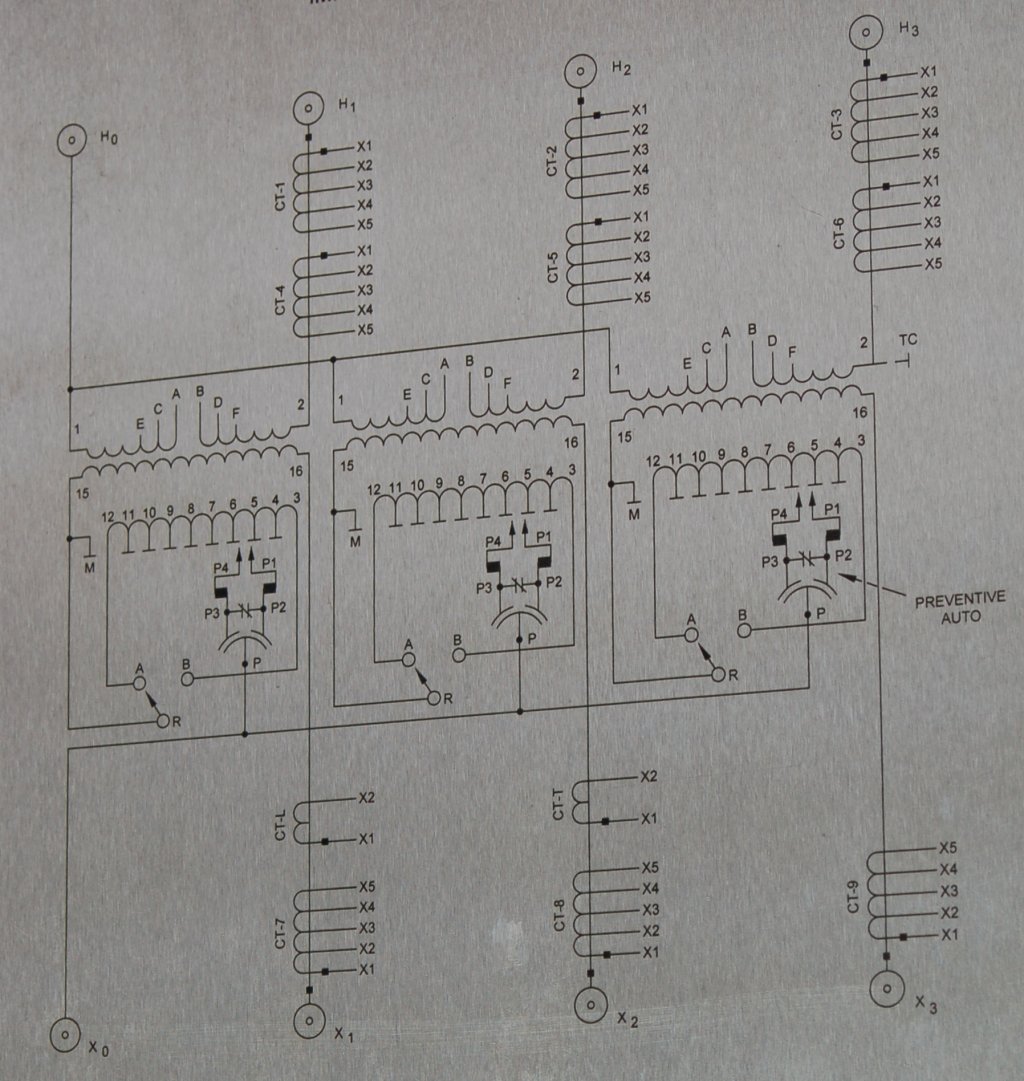 H0
H1
H2
H3
X1
X2
X3
X4
X5
CT-1
X1
X2
X3
X4
X5
CT-4
X1
X2
X3
X4
X5
CT-2
X1
X2
X3
X4
X5
CT-5
X1
X2
X3
X4
X5
CT-3
X1
X2
X3
X4
X5
CT-6
TC
1
E
C
A
B
D
F
2
15
16
12
11
10
9
8
7
6
5
4
3
M
P4
P1
P3
P2
P
A
B
R
1
E
C
A
B
D
F
2
15
16
12
11
10
9
8
7
6
5
4
3
M
P4
P1
P3
P2
P
A
B
R
1
E
C
A
B
D
F
2
15
16
12
11
10
9
8
7
6
5
4
3
M
P4
P1
P3
P2
P
A
B
R
PREVENTIVE
AUTO
X2
X1
CT-L
X5
X4
X3
X2
X1
CT-7
X2
X1
CT-T
X5
X4
X3
X2
X1
CT-8
X5
X4
X3
X2
X1
CT-9
X0
X1
X2
X3